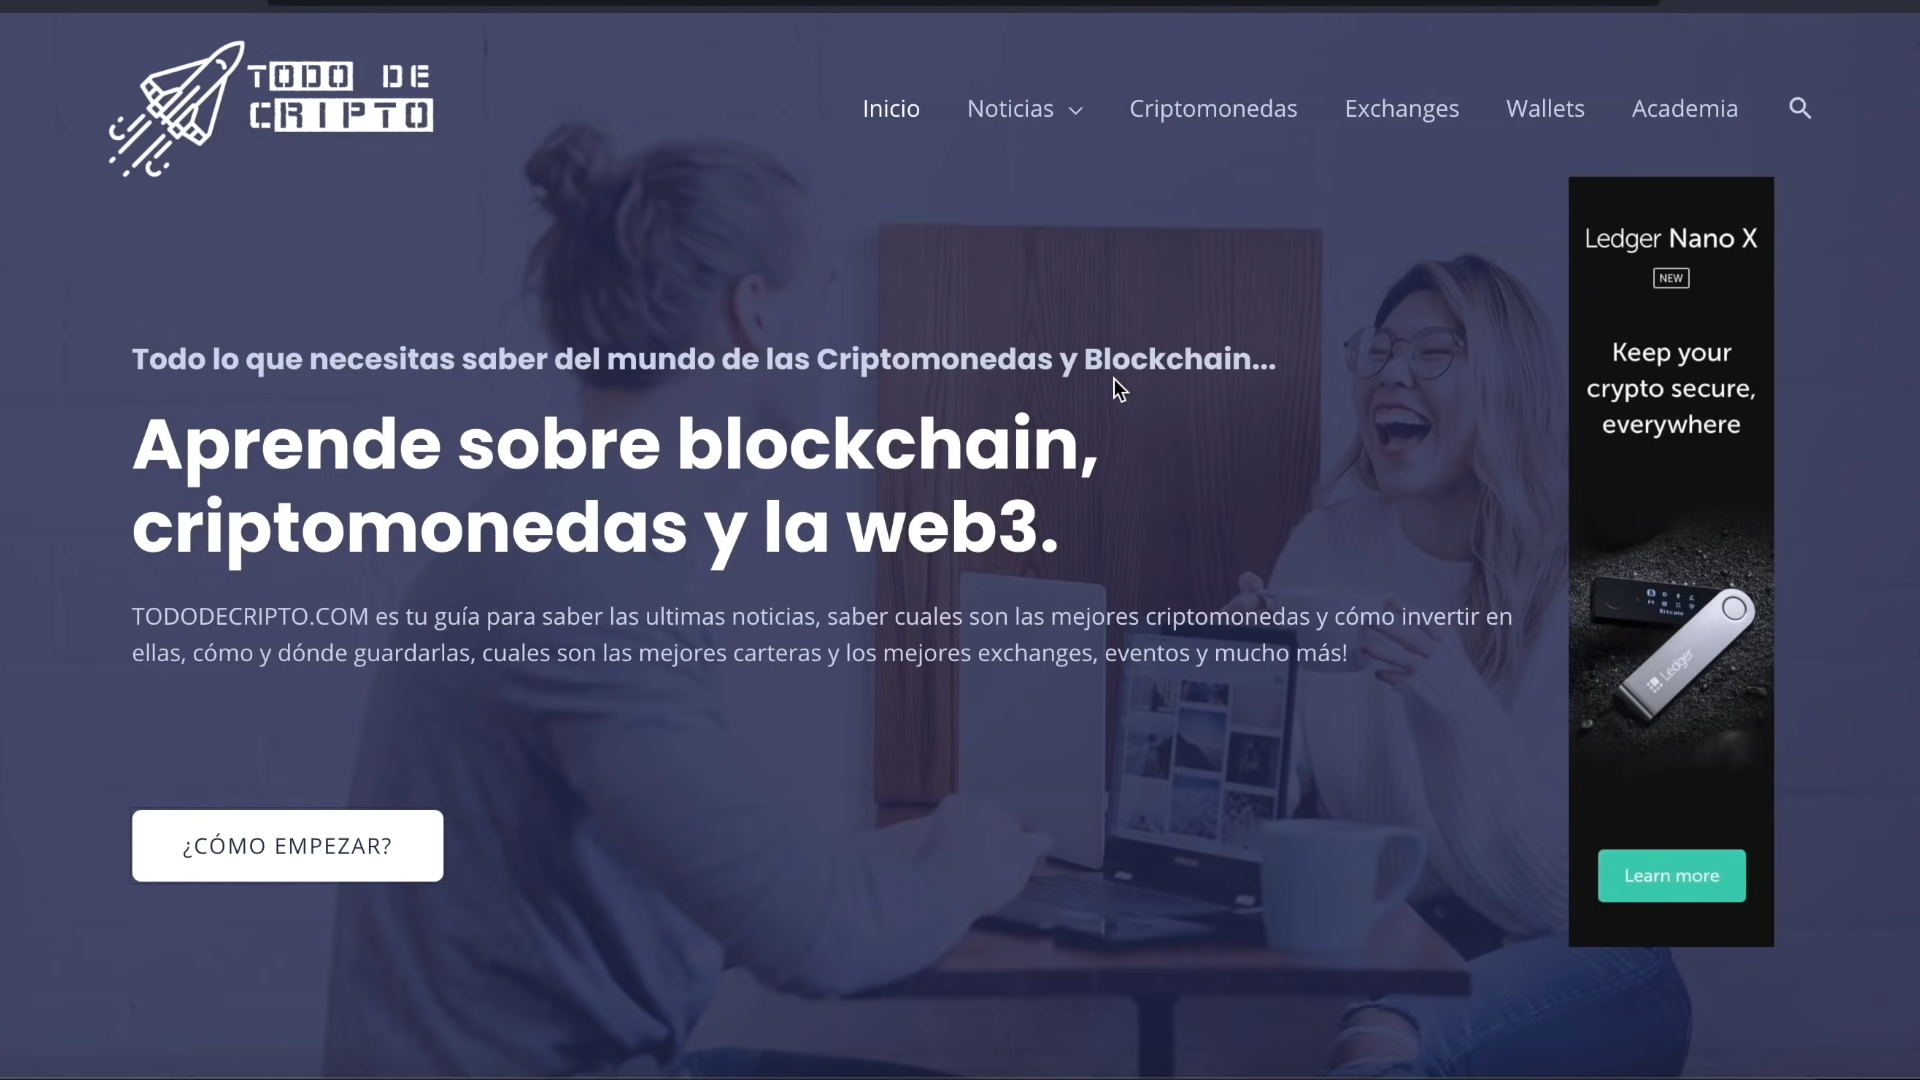 TODO DE
CRIPTO
Inicio
Noticias
Criptomonedas
Exchanges
Wallets
Academia
Todo lo que necesitas saber del mundo de las Criptomonedas y Blockchain...
Aprende sobre blockchain,
criptomonedas y la web3.
TODODECRIPTO.COM es tu guía para saber las ultimas noticias, saber cuales son las mejores criptomonedas y cómo invertir en
ellas, cómo y dónde guardarlas, cuales son las mejores carteras y los mejores exchanges, eventos y mucho más!
¿CÓMO EMPEZAR?
Ledger Nano X
NEW
Keep your
crypto secure,
everywhere
Bitcoin
Ledger
Learn more